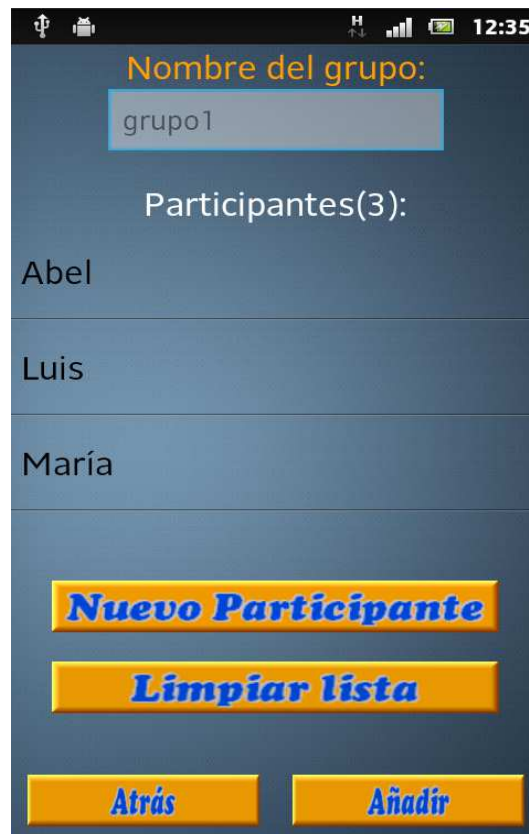 H
12:35
Nombre del grupo:
grupo1
Participantes(3):
Abel
Luis
María
Nuevo Participante
Limpiar lista
Atrás Añadir